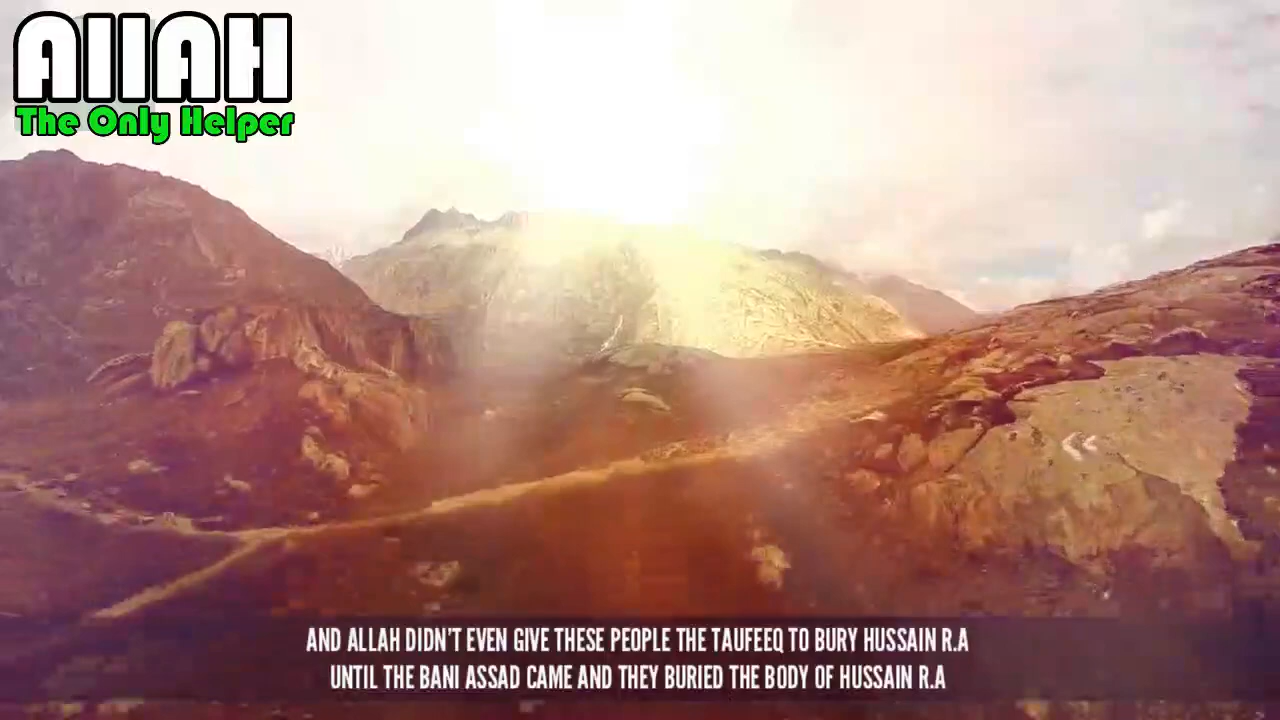 AllAH
The Only Helper
AND ALLAH DIDN'T EVEN GIVE THESE PEOPLE THE TAUFEEQ TO BURY HUSSAIN R.A
UNTIL THE BANI ASSAD CAME AND THEY BURIED THE BODY OF HUSSAIN R.A